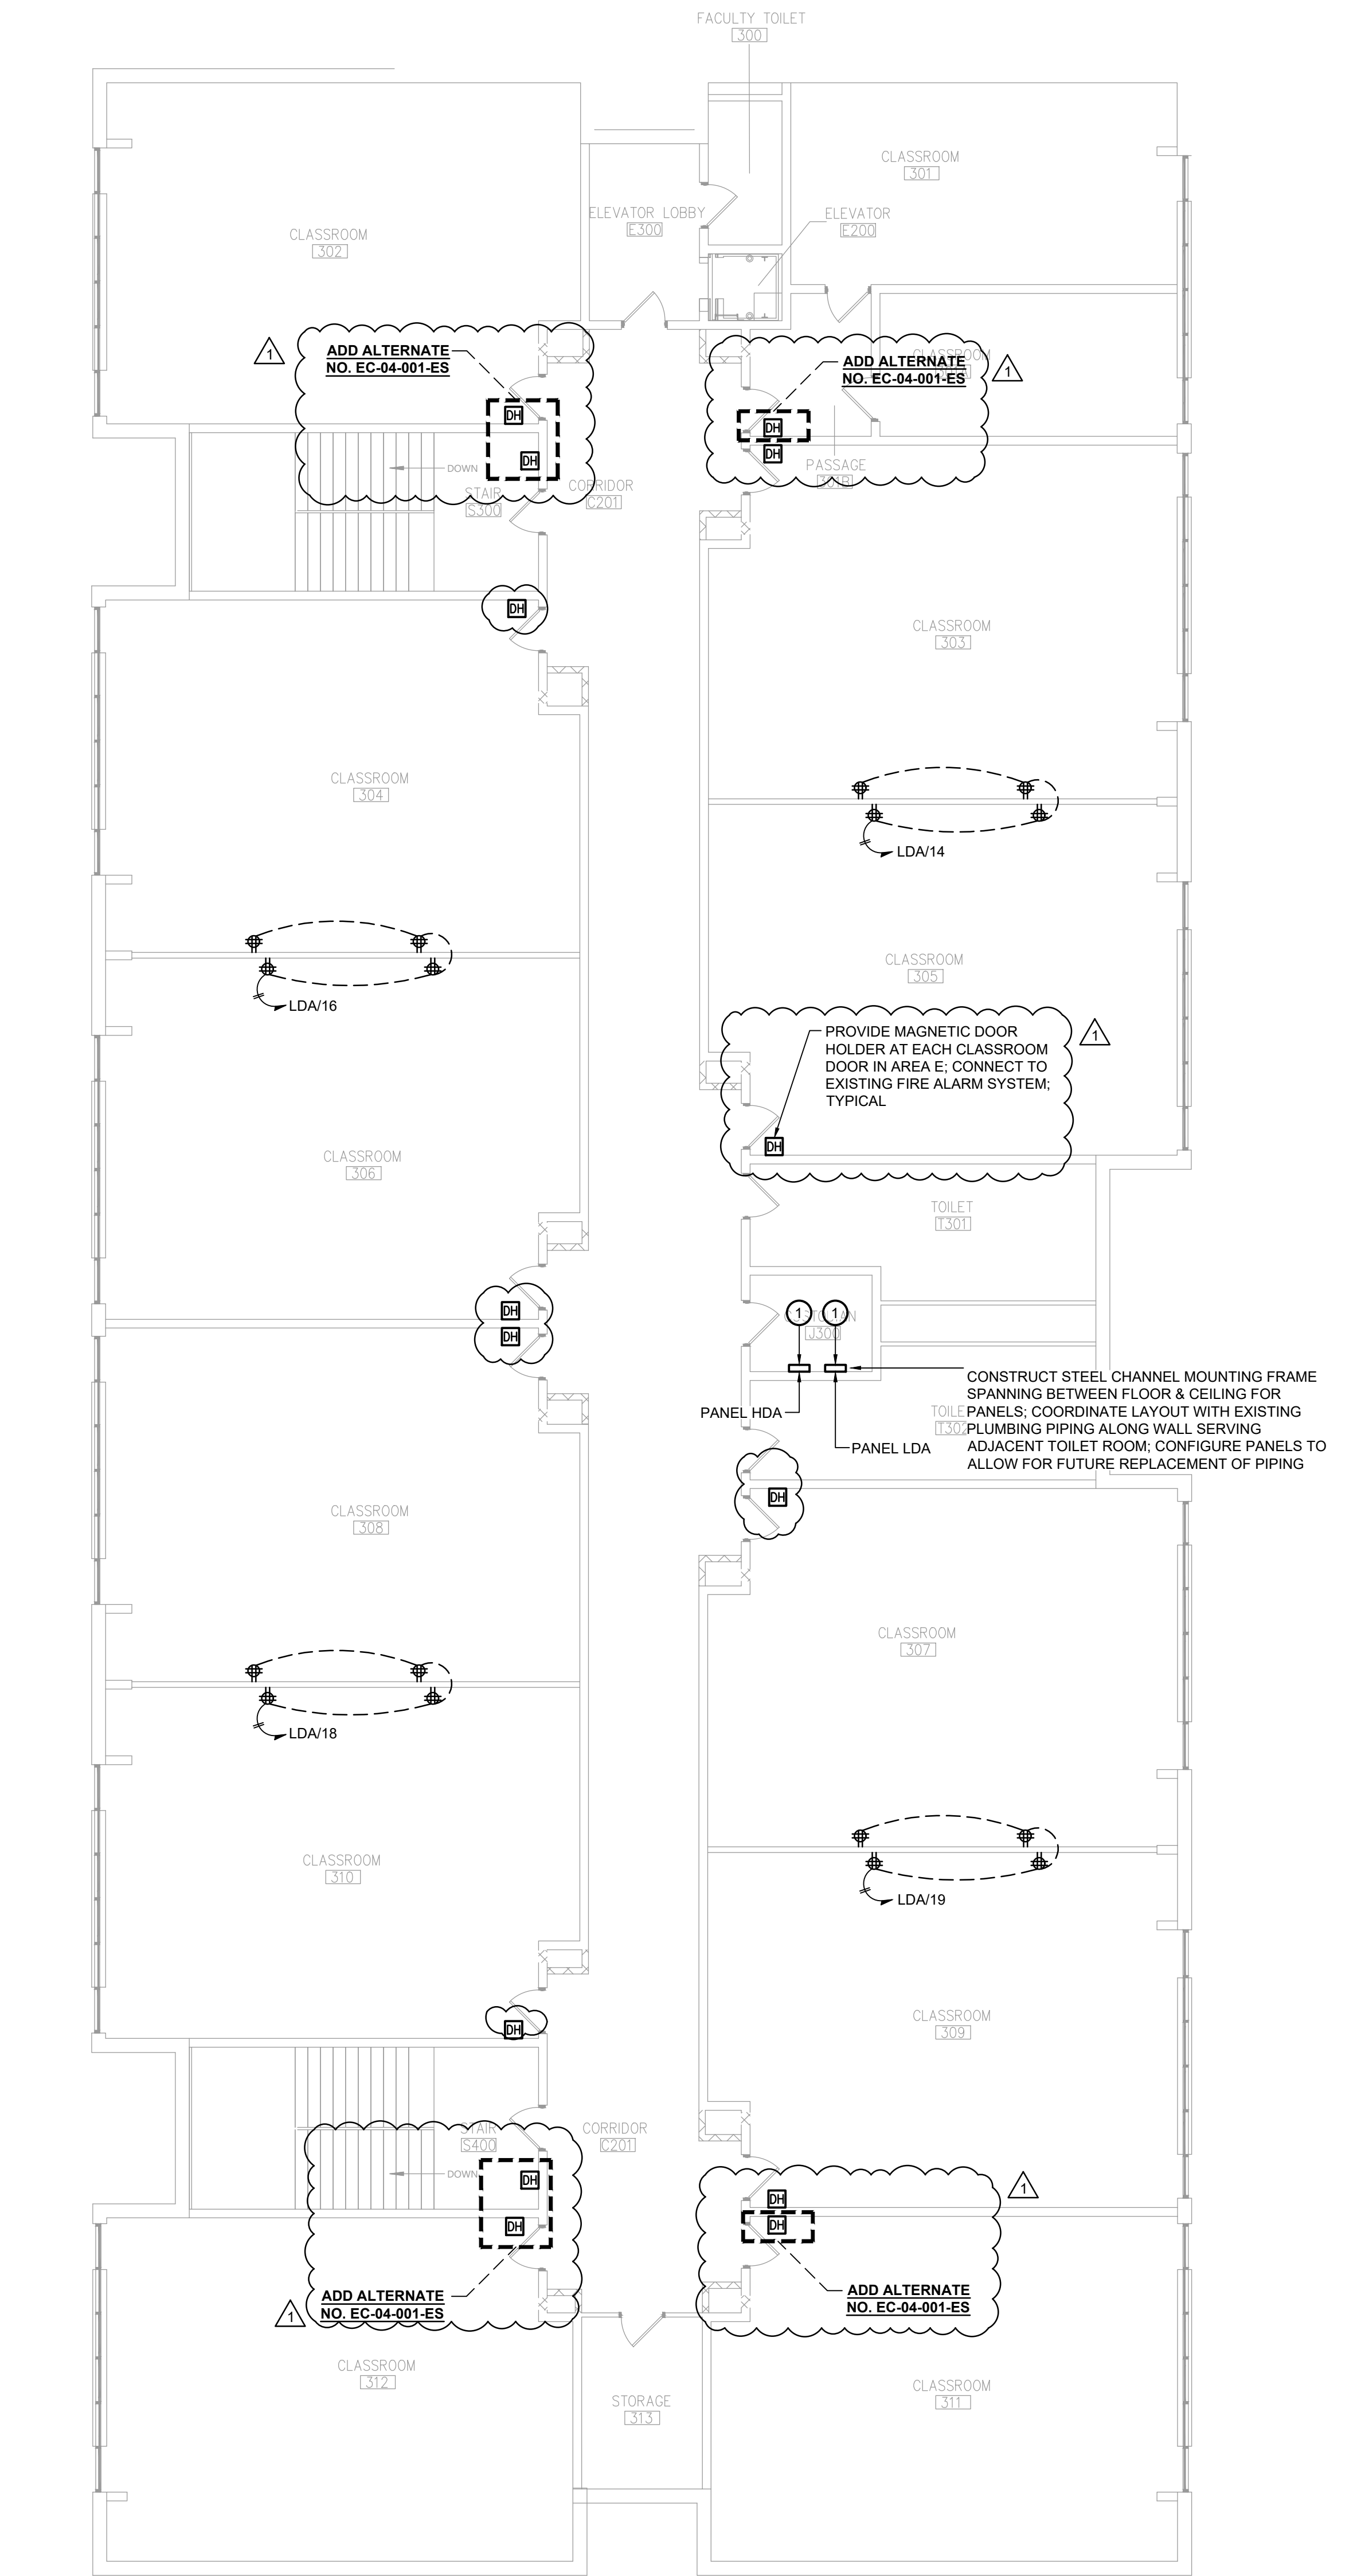 FACULTY TOILET
300
CLASSROOM
301
CLASSROOM
302
ELEVATOR LOBBY
E300
ELEVATOR
E200
1
ADD ALTERNATE
NO. EC-04-001-ES
DH
DH
ADD ALTERNATE
NO. EC-04-001-ES
1
CLASSROOM
DH
DH
PASSAGE
301B
DOWN
STAIR
S300
CORRIDOR
C201
DH
CLASSROOM
303
CLASSROOM
304
LDA/14
LDA/16
CLASSROOM
305
PROVIDE MAGNETIC DOOR
HOLDER AT EACH CLASSROOM
DOOR IN AREA E; CONNECT TO
EXISTING FIRE ALARM SYSTEM;
TYPICAL
1
DH
CLASSROOM
306
TOILET
T301
DH
DH
1
1
J300
PANEL HDA
PANEL LDA
CONSTRUCT STEEL CHANNEL MOUNTING FRAME
SPANNING BETWEEN FLOOR & CEILING FOR
PANELS; COORDINATE LAYOUT WITH EXISTING
PLUMBING PIPING ALONG WALL SERVING
ADJACENT TOILET ROOM; CONFIGURE PANELS TO
ALLOW FOR FUTURE REPLACEMENT OF PIPING
T302
DH
CLASSROOM
308
CLASSROOM
307
LDA/18
CLASSROOM
310
LDA/19
CLASSROOM
309
DH
STAIR
S400
CORRIDOR
C201
DOWN
DH
DH
ADD ALTERNATE
NO. EC-04-001-ES
1
DH
DH
1
ADD ALTERNATE
NO. EC-04-001-ES
CLASSROOM
312
STORAGE
313
CLASSROOM
311